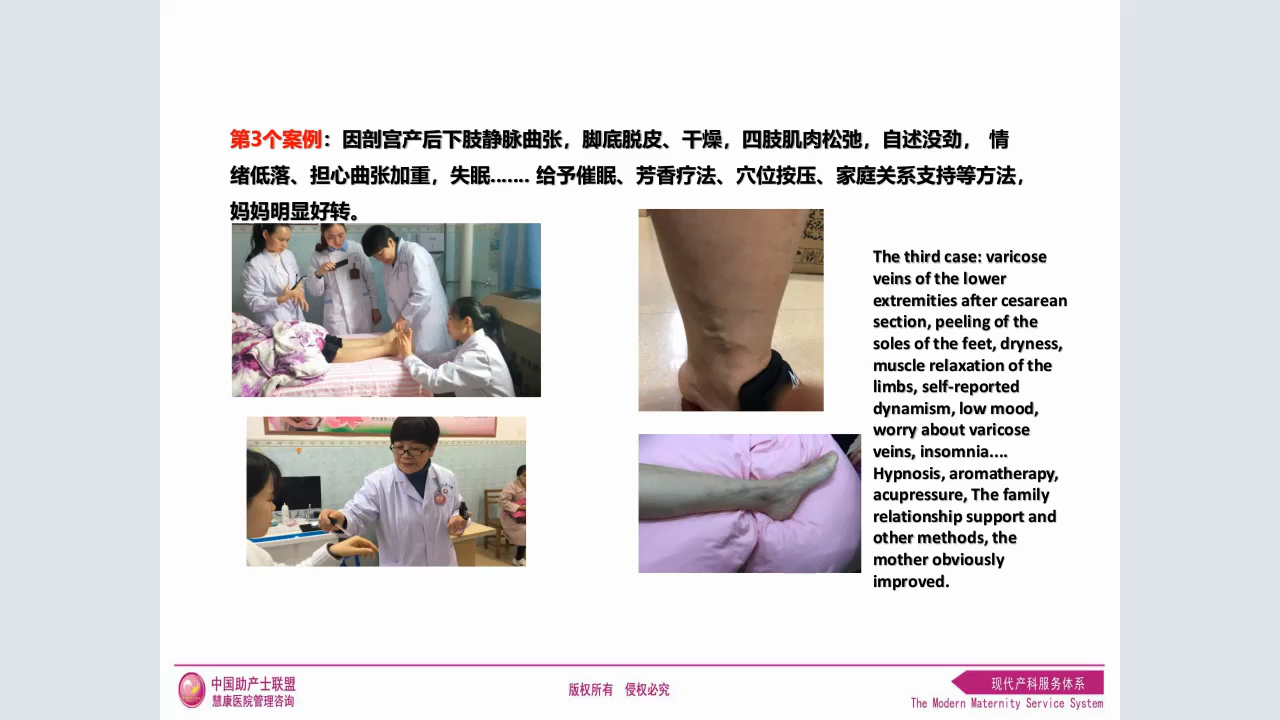 第3个案例：因剖宫产后下肢静脉曲张，脚底脱皮、干燥，四肢肌肉松弛，自述没劲， 情
绪低落、担心曲张加重，失眠……. 给予催眠、芳香疗法、穴位按压、家庭关系支持等方法，
妈妈明显好转。
The third case: varicose
veins of the lower
extremities after cesarean
section, peeling of the
soles of the feet, dryness,
muscle relaxation of the
limbs, self-reported
dynamism, low mood,
worry about varicose
veins, insomnia....
Hypnosis, aromatherapy,
acupressure, The family
relationship support and
other methods, the
mother obviously
improved.
中国助产士联盟
慧康医院管理咨询
版权所有 侵权必究
现代产科服务体系
The Modern Maternity Service System